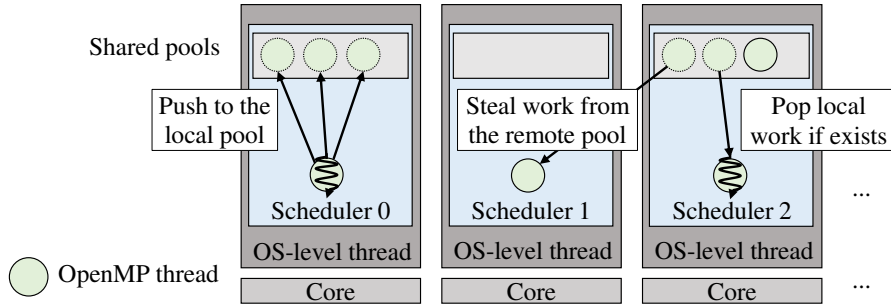 Shared pools
Push to the
local pool
Steal work from
the remote pool
Pop local
work if exists
Scheduler 0
Scheduler 1
Scheduler 2
...
OS-level thread
OS-level thread
OS-level thread
OpenMP thread
Core
Core
Core
...